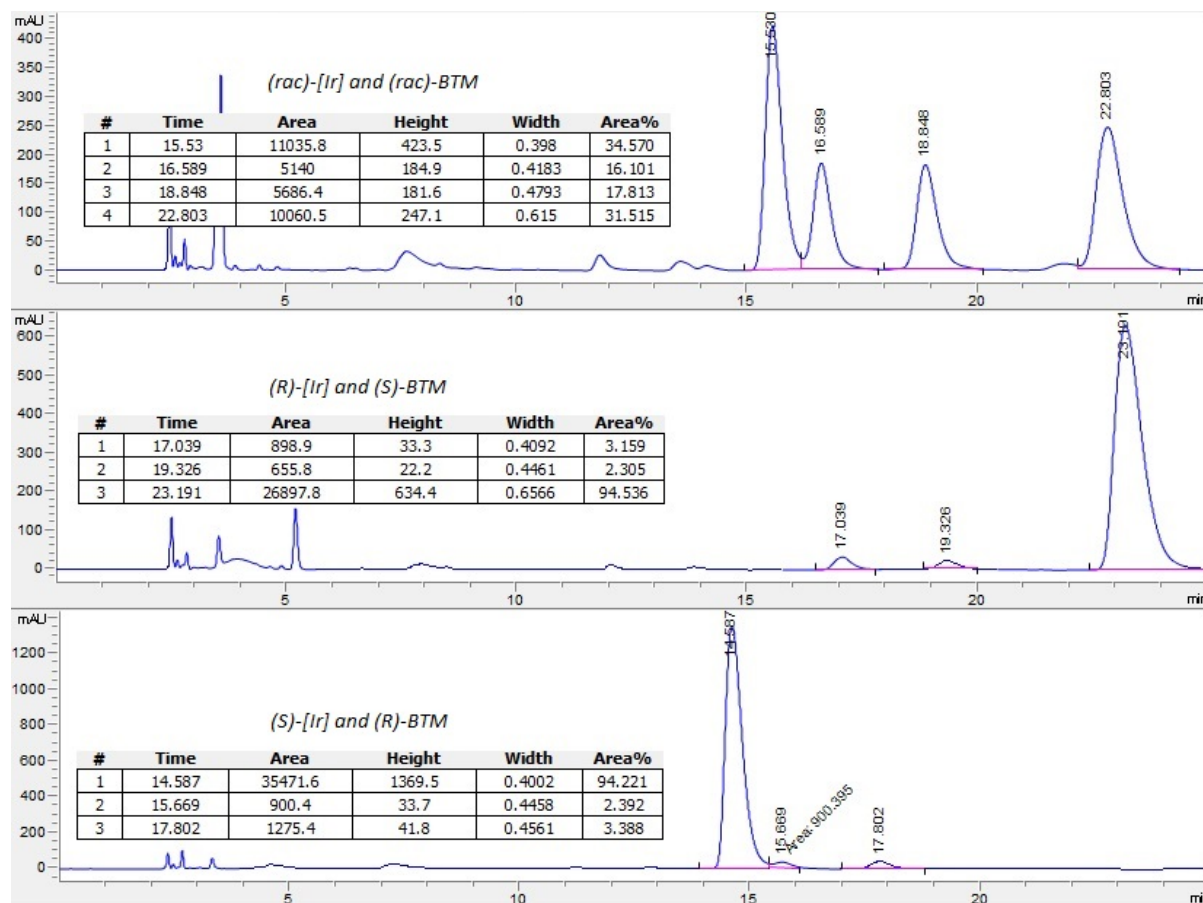 mAU
400
350
300
250
200
150
100
50
0
(rac)-[Ir] and (rac)-BTM
# Time Area Height Width Area%
1 15.53 11035.8 423.5 0.398 34.570
2 16.589 5140 184.9 0.4183 16.101
3 18.848 5686.4 181.6 0.4793 17.813
4 22.803 10060.5 247.1 0.615 31.515
15.530
16.589
18.848
22.803
5 10 15 20 min
mAU
600
500
400
300
200
100
0
(R)-[Ir] and (S)-BTM
# Time Area Height Width Area%
1 17.039 898.9 33.3 0.4092 3.159
2 19.326 655.8 22.2 0.4461 2.305
3 23.191 26897.8 634.4 0.6566 94.536
17.039
19.326
23.191
5 10 15 20 min
mAU
1200
1000
800
600
400
200
0
(S)-[Ir] and (R)-BTM
# Time Area Height Width Area%
1 14.587 35471.6 1369.5 0.4002 94.221
2 15.669 900.4 33.7 0.4458 2.392
3 17.802 1275.4 41.8 0.4561 3.388
14.587
15.669
Area: 900.395
17.802
5 10 15 20 min